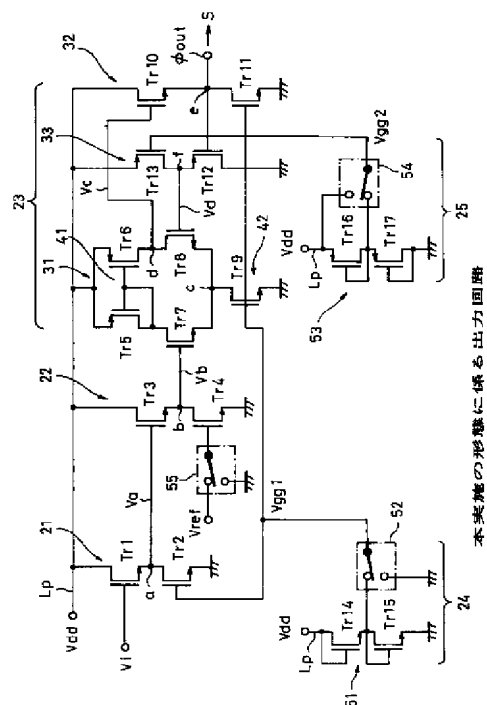 23
21
22
31
41
33
32
Lp
Vdd
Vi
Tr1
Tr2
a
Va
Tr3
Tr4
b
Vb
55
Vref
Tr5
Tr6
Tr7
Tr8
c
d
Vc
Vd
Tr9
42
Tr13
Tr12
f
Tr10
Tr11
e
φout
S
Vgg1
Vgg2
Vdd
Lp
Tr14
Tr15
51
52
24
Vdd
Lp
Tr16
Tr17
53
54
25
本実施の形態に係る出力回路